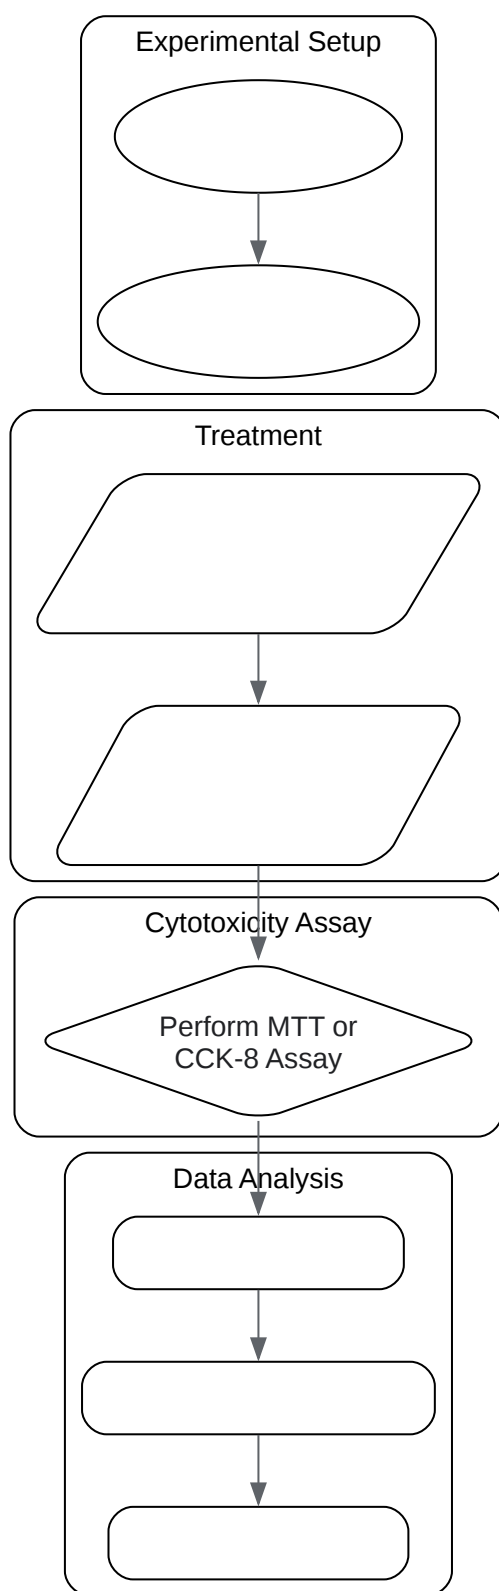 Experimental Setup
Treatment
Cytotoxicity Assay
Perform MTT or
CCK-8 Assay
Data Analysis